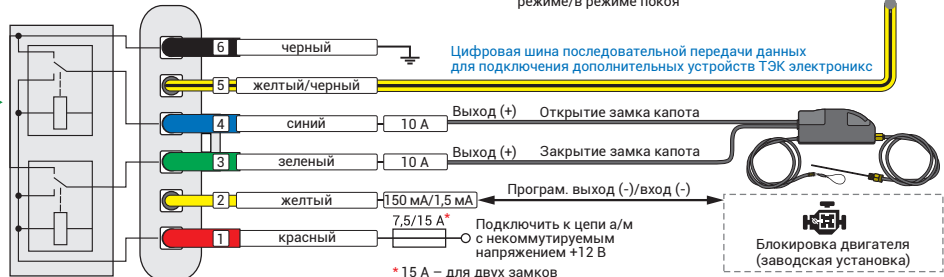 режиме/в режиме покоя
6 черный
Цифровая шина последовательной передачи данных
для подключения дополнительных устройств ТЭК электроникс
5 желтый/черный
4 синий 10 А Выход (+) Открытие замка капота
3 зеленый 10 А Выход (+) Закрытие замка капота
2 желтый 150 мА/1,5 мА Програм. выход (-)/вход (-)
1 красный 7,5/15 А*
Подключить к цепи а/м
с некоммутируемым
напряжением +12 В
* 15 А – для двух замков
Блокировка двигателя
(заводская установка)